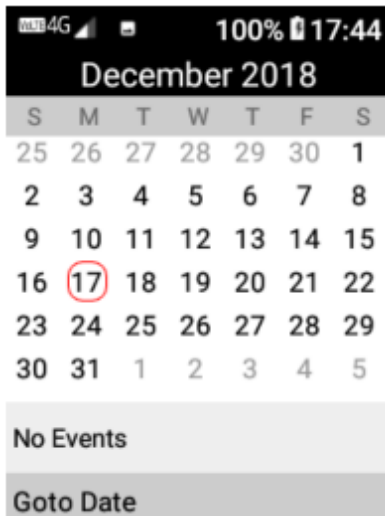 VoLTE 4G 100% 17:44
December 2018
S M T W T F S
25 26 27 28 29 30 1
2 3 4 5 6 7 8
9 10 11 12 13 14 15
16 17 18 19 20 21 22
23 24 25 26 27 28 29
30 31 1 2 3 4 5
No Events
Goto Date